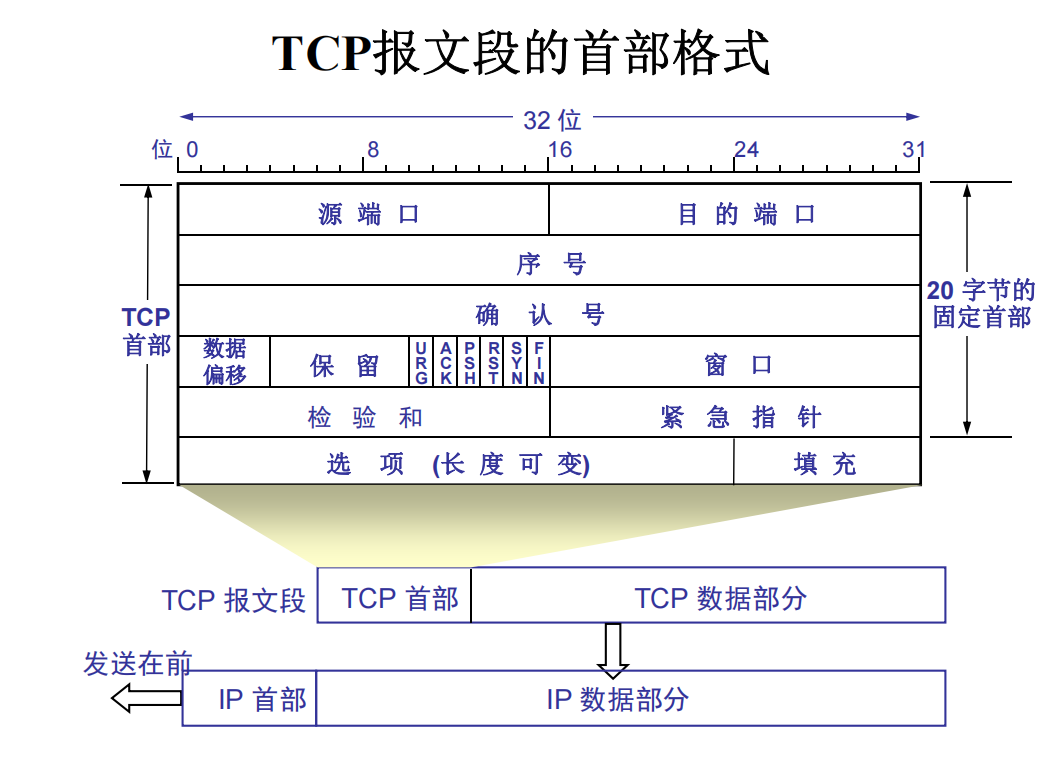 TCP报文段的首部格式
32 位
位 0 8 16 24 31
源 端 口 目 的 端 口
序 号
确 认 号
20 字节的
固定首部
TCP
首部
数据
偏移
保 留
URG
ACK
PSH
RST
SYN
FIN
窗 口
检 验 和 紧 急 指 针
选 项 (长 度 可 变) 填 充
TCP 报文段 TCP 首部 TCP 数据部分
发送在前
IP 首部 IP 数据部分